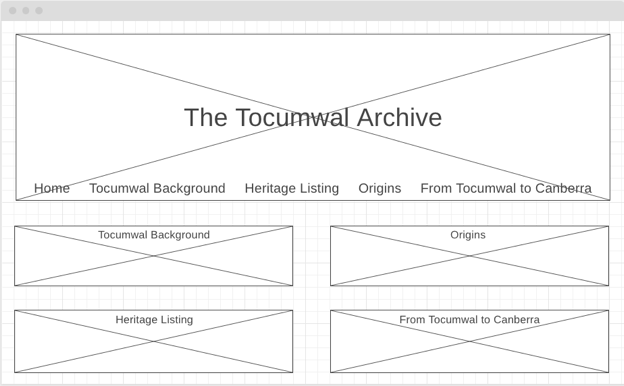 The Tocumwal Archive
Home Tocumwal Background Heritage Listing Origins From Tocumwal to Canberra
Tocumwal Background
Origins
Heritage Listing
From Tocumwal to Canberra